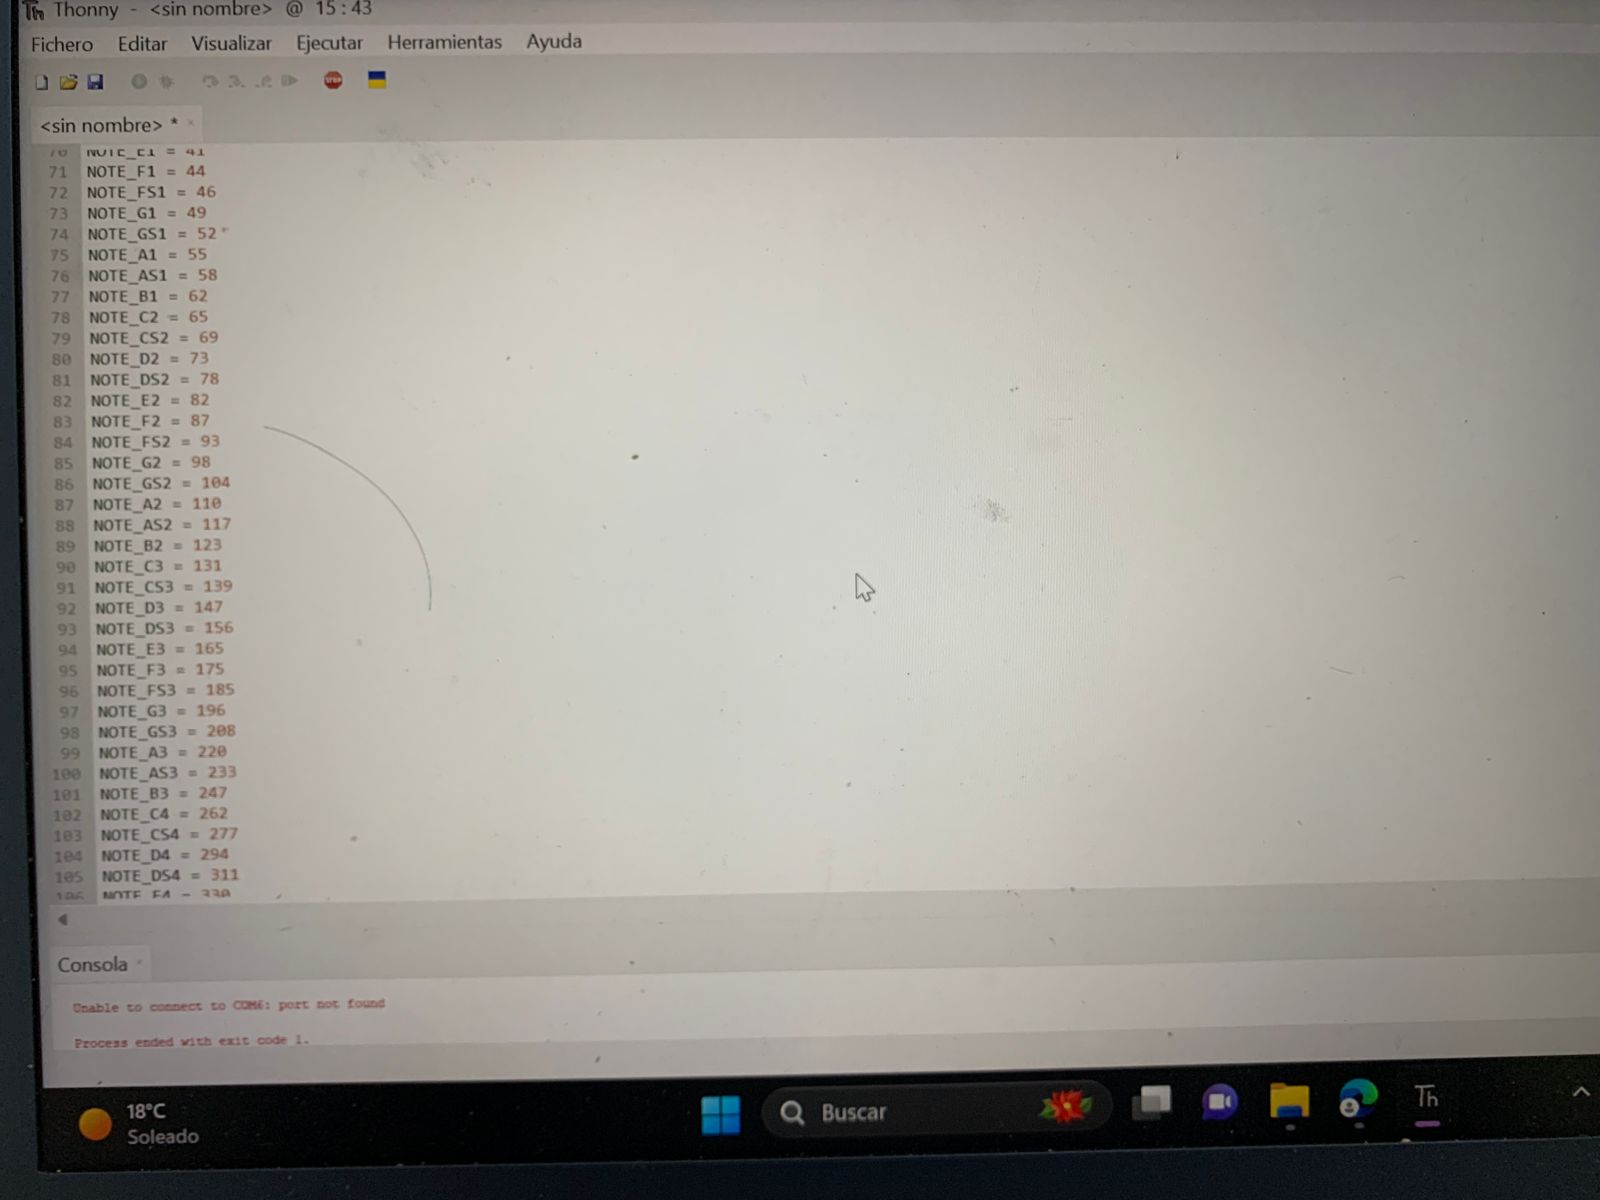 Th Thonny - <sin nombre> @ 15 : 43
Fichero Editar Visualizar Ejecutar Herramientas Ayuda
STOP
<sin nombre> *
70 NOTE_E1 = 41
71 NOTE_F1 = 44
72 NOTE_FS1 = 46
73 NOTE_G1 = 49
74 NOTE_GS1 = 52
75 NOTE_A1 = 55
76 NOTE_AS1 = 58
77 NOTE_B1 = 62
78 NOTE_C2 = 65
79 NOTE_CS2 = 69
80 NOTE_D2 = 73
81 NOTE_DS2 = 78
82 NOTE_E2 = 82
83 NOTE_F2 = 87
84 NOTE_FS2 = 93
85 NOTE_G2 = 98
86 NOTE_GS2 = 104
87 NOTE_A2 = 110
88 NOTE_AS2 = 117
89 NOTE_B2 = 123
90 NOTE_C3 = 131
91 NOTE_CS3 = 139
92 NOTE_D3 = 147
93 NOTE_DS3 = 156
94 NOTE_E3 = 165
95 NOTE_F3 = 175
96 NOTE_FS3 = 185
97 NOTE_G3 = 196
98 NOTE_GS3 = 208
99 NOTE_A3 = 220
100 NOTE_AS3 = 233
101 NOTE_B3 = 247
102 NOTE_C4 = 262
103 NOTE_CS4 = 277
104 NOTE_D4 = 294
105 NOTE_DS4 = 311
106 NOTE_E4 = 330
Consola
Unable to connect to COM6: port not found
Process ended with exit code 1.
18°C
Soleado
Buscar
Th